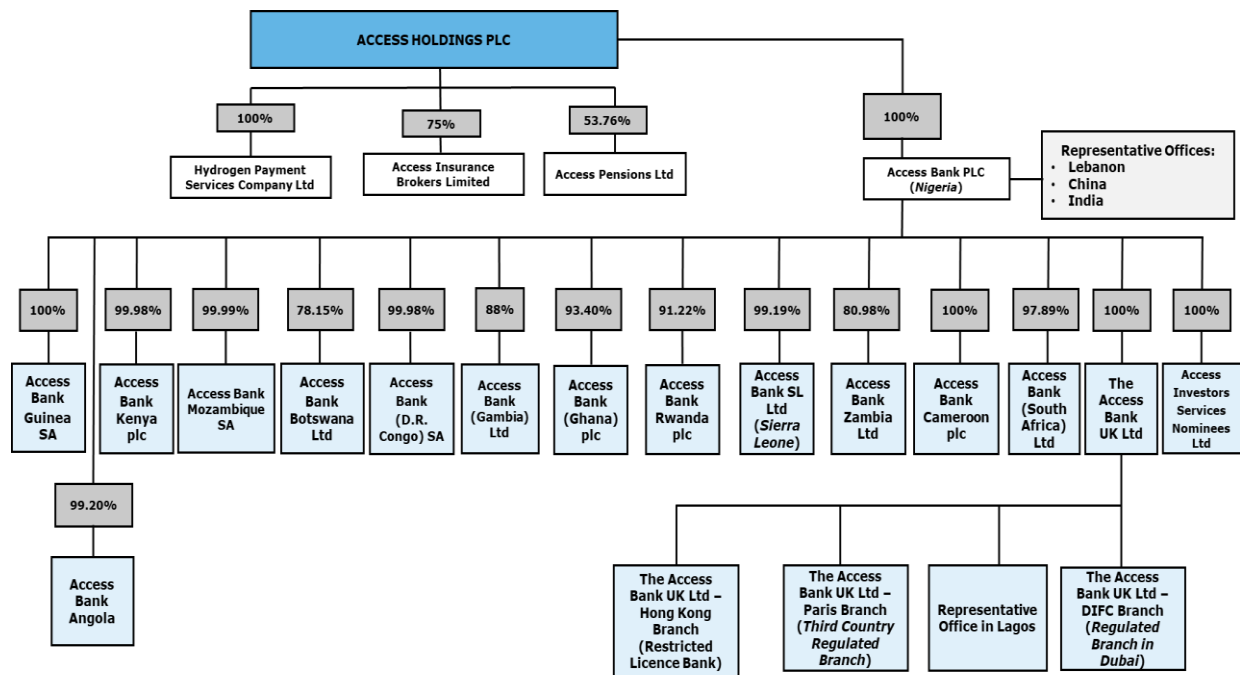 ACCESS HOLDINGS PLC
100%
75%
53.76%
100%
Hydrogen Payment
Services Company Ltd
Access Insurance
Brokers Limited
Access Pensions Ltd
Access Bank PLC
(Nigeria)
Representative Offices:
• Lebanon
• China
• India
100%
99.98%
99.99%
78.15%
99.98%
88%
93.40%
91.22%
99.19%
80.98%
100%
97.89%
100%
100%
Access
Bank
Guinea
SA
Access
Bank
Kenya
plc
Access Bank
Mozambique
SA
Access
Bank
Botswana
Ltd
Access
Bank
(D.R.
Congo) SA
Access
Bank
(Gambia)
Ltd
Access
Bank
(Ghana) plc
Access
Bank
Rwanda
plc
Access
Bank SL
Ltd
(Sierra
Leone)
Access
Bank
Zambia
Ltd
Access
Bank
Cameroon
plc
Access
Bank
(South
Africa) Ltd
The
Access
Bank
UK Ltd
Access
Investors
Services
Nominees
Ltd
99.20%
Access
Bank
Angola
The Access
Bank UK Ltd –
Hong Kong
Branch
(Restricted
Licence Bank)
The Access
Bank UK Ltd –
Paris Branch
(Third Country
Regulated
Branch)
Representative
Office in Lagos
The Access
Bank UK Ltd –
DIFC Branch
(Regulated
Branch in
Dubai)